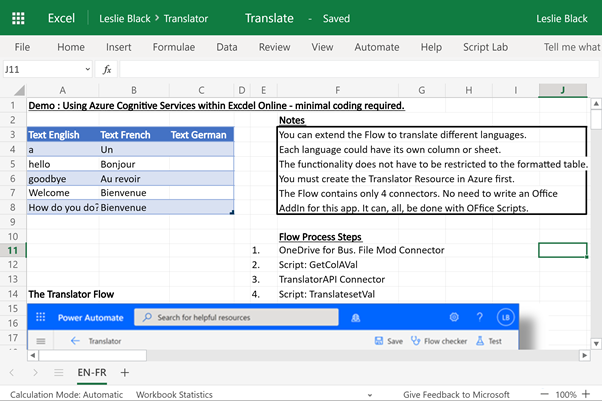 Excel Leslie Black > Translator Translate - Saved Leslie Black
File Home Insert Formulae Data Review View Automate Help Script Lab Tell me what
J11 fx
A B C D E F G H I J
1 Demo : Using Azure Cognitive Services within Excdel Online - minimal coding required.
2 Notes
3 Text English Text French Text German You can extend the Flow to translate different languages.
4 a Un Each language could have its own column or sheet.
5 hello Bonjour The functionality does not have to be restricted to the formatted table.
6 goodbye Au revoir You must create the Translator Resource in Azure first.
7 Welcome Bienvenue The Flow contains only 4 connectors. No need to write an Office
8 How do you do? Bienvenue AddIn for this app. It can, all, be done with OFfice Scripts.
9
10 Flow Process Steps
11 1. OneDrive for Bus. File Mod Connector
12 2. Script: GetColAVal
13 3. TranslatorAPI Connector
14 The Translator Flow 4. Script: TranslatesetVal
15 Power Automate Search for helpful resources ? LB
16
17 Translator Save Flow checker Test
EN-FR +
Calculation Mode: Automatic Workbook Statistics Give Feedback to Microsoft - 100% +